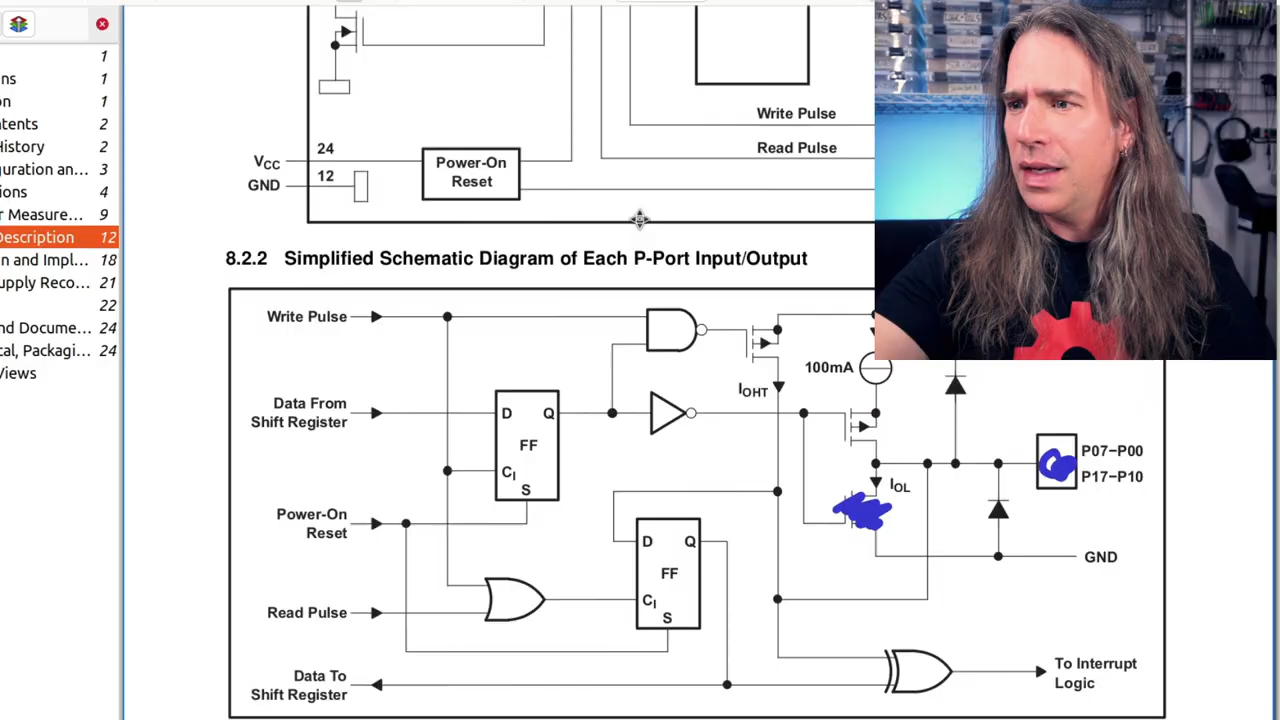 1
ns 1
on 1
ntents 2
History 2
guration an... 3
ions 4
r Measure... 9
Description 12
n and Impl... 18
upply Reco... 21
22
nd Docume... 24
cal, Packagi... 24
Views
Write Pulse
Read Pulse
VCC 24
GND 12
Power-On
Reset
8.2.2 Simplified Schematic Diagram of Each P-Port Input/Output
Write Pulse
100mA
IOHT
Data From
Shift Register
D Q
FF
CI
S
P07−P00
P17−P10
IOL
Power-On
Reset
D Q
FF
CI
S
GND
Read Pulse
Data To
Shift Register
To Interrupt
Logic